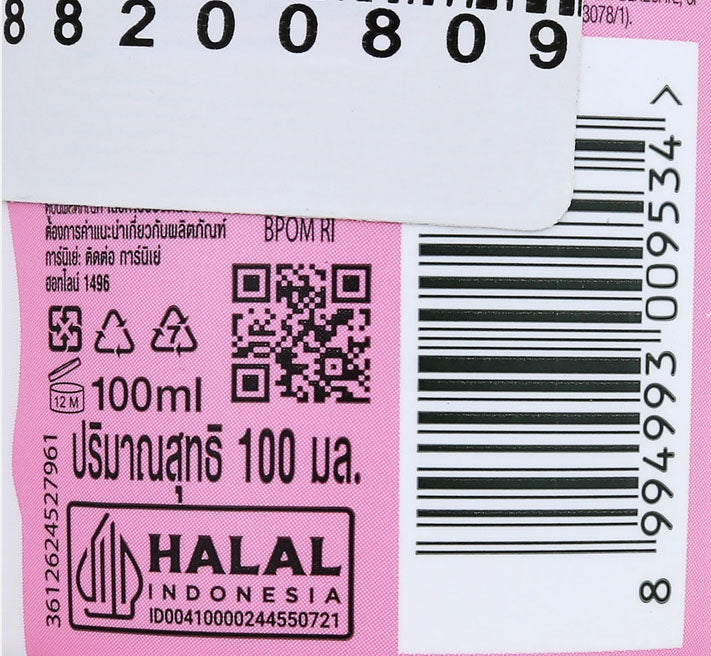 88200809
3078/1).
ต้องการคำแนะนำเกี่ยวกับผลิตภัณฑ์
การ์นิเย่: ติดต่อ การ์นิเย่
ฮอทไลน์ 1496
BPOM RI
7
12 M
100ml
ปริมาณสุทธิ 100 มล.
3612624527961
HALAL
INDONESIA
ID00410000244550721
8 994993 009534 >